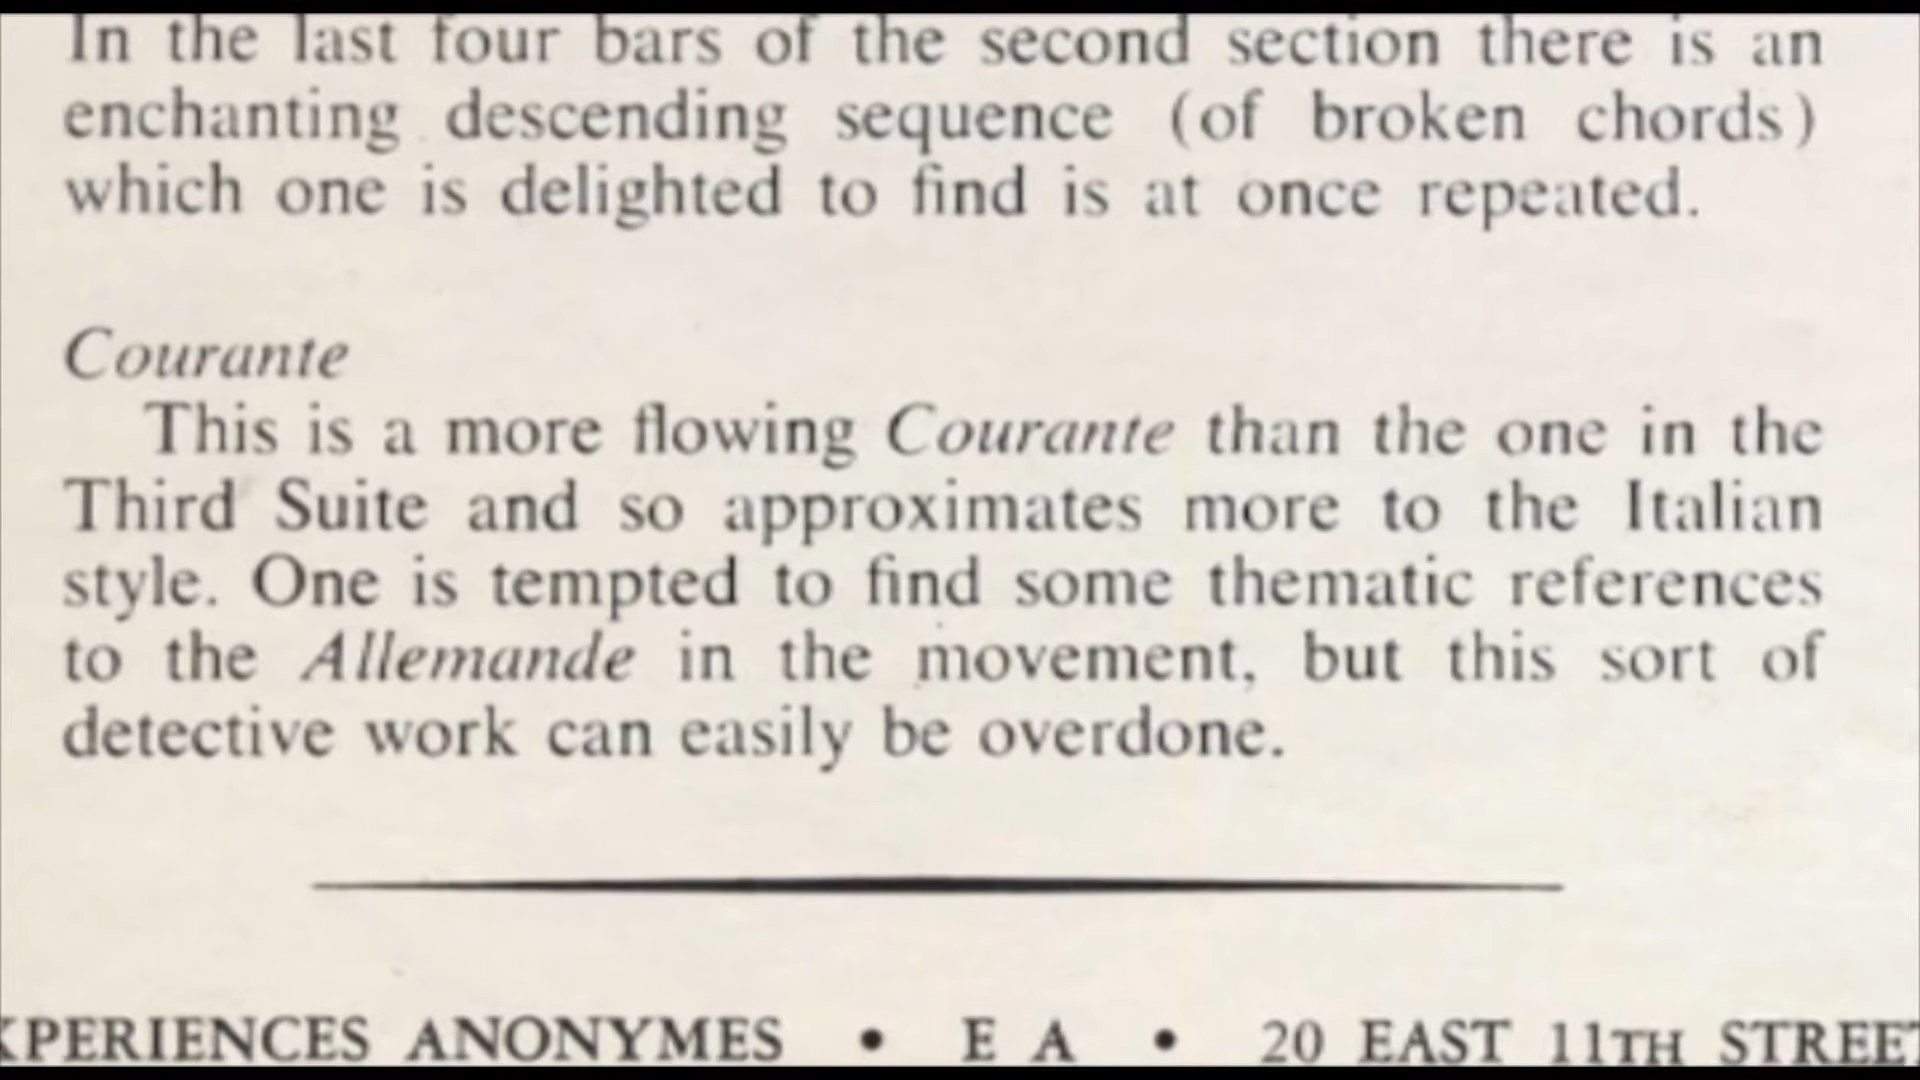 In the last four bars of the second section there is an
enchanting descending sequence (of broken chords)
which one is delighted to find is at once repeated.
Courante
This is a more flowing Courante than the one in the
Third Suite and so approximates more to the Italian
style. One is tempted to find some thematic references
to the Allemande in the movement, but this sort of
detective work can easily be overdone.
XPERIENCES ANONYMES • E A • 20 EAST 11TH STREET